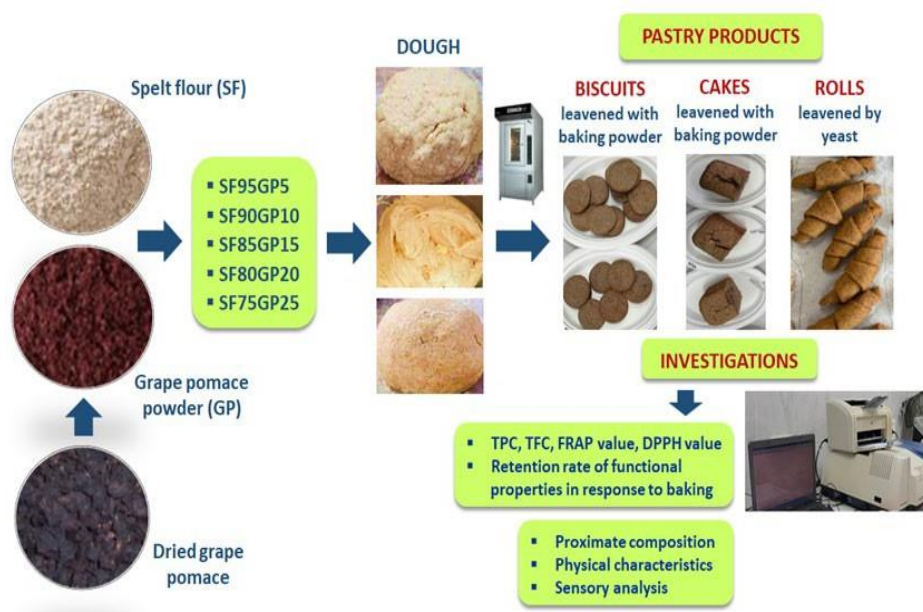 Spelt flour (SF)
Grape pomace
powder (GP)
Dried grape
pomace
▪ SF95GP5
▪ SF90GP10
▪ SF85GP15
▪ SF80GP20
▪ SF75GP25
DOUGH
PASTRY PRODUCTS
BISCUITS
leavened with
baking powder
CAKES
leavened with
baking powder
ROLLS
leavened by
yeast
INVESTIGATIONS
▪ TPC, TFC, FRAP value, DPPH value
▪ Retention rate of functional
properties in response to baking
▪ Proximate composition
▪ Physical characteristics
▪ Sensory analysis